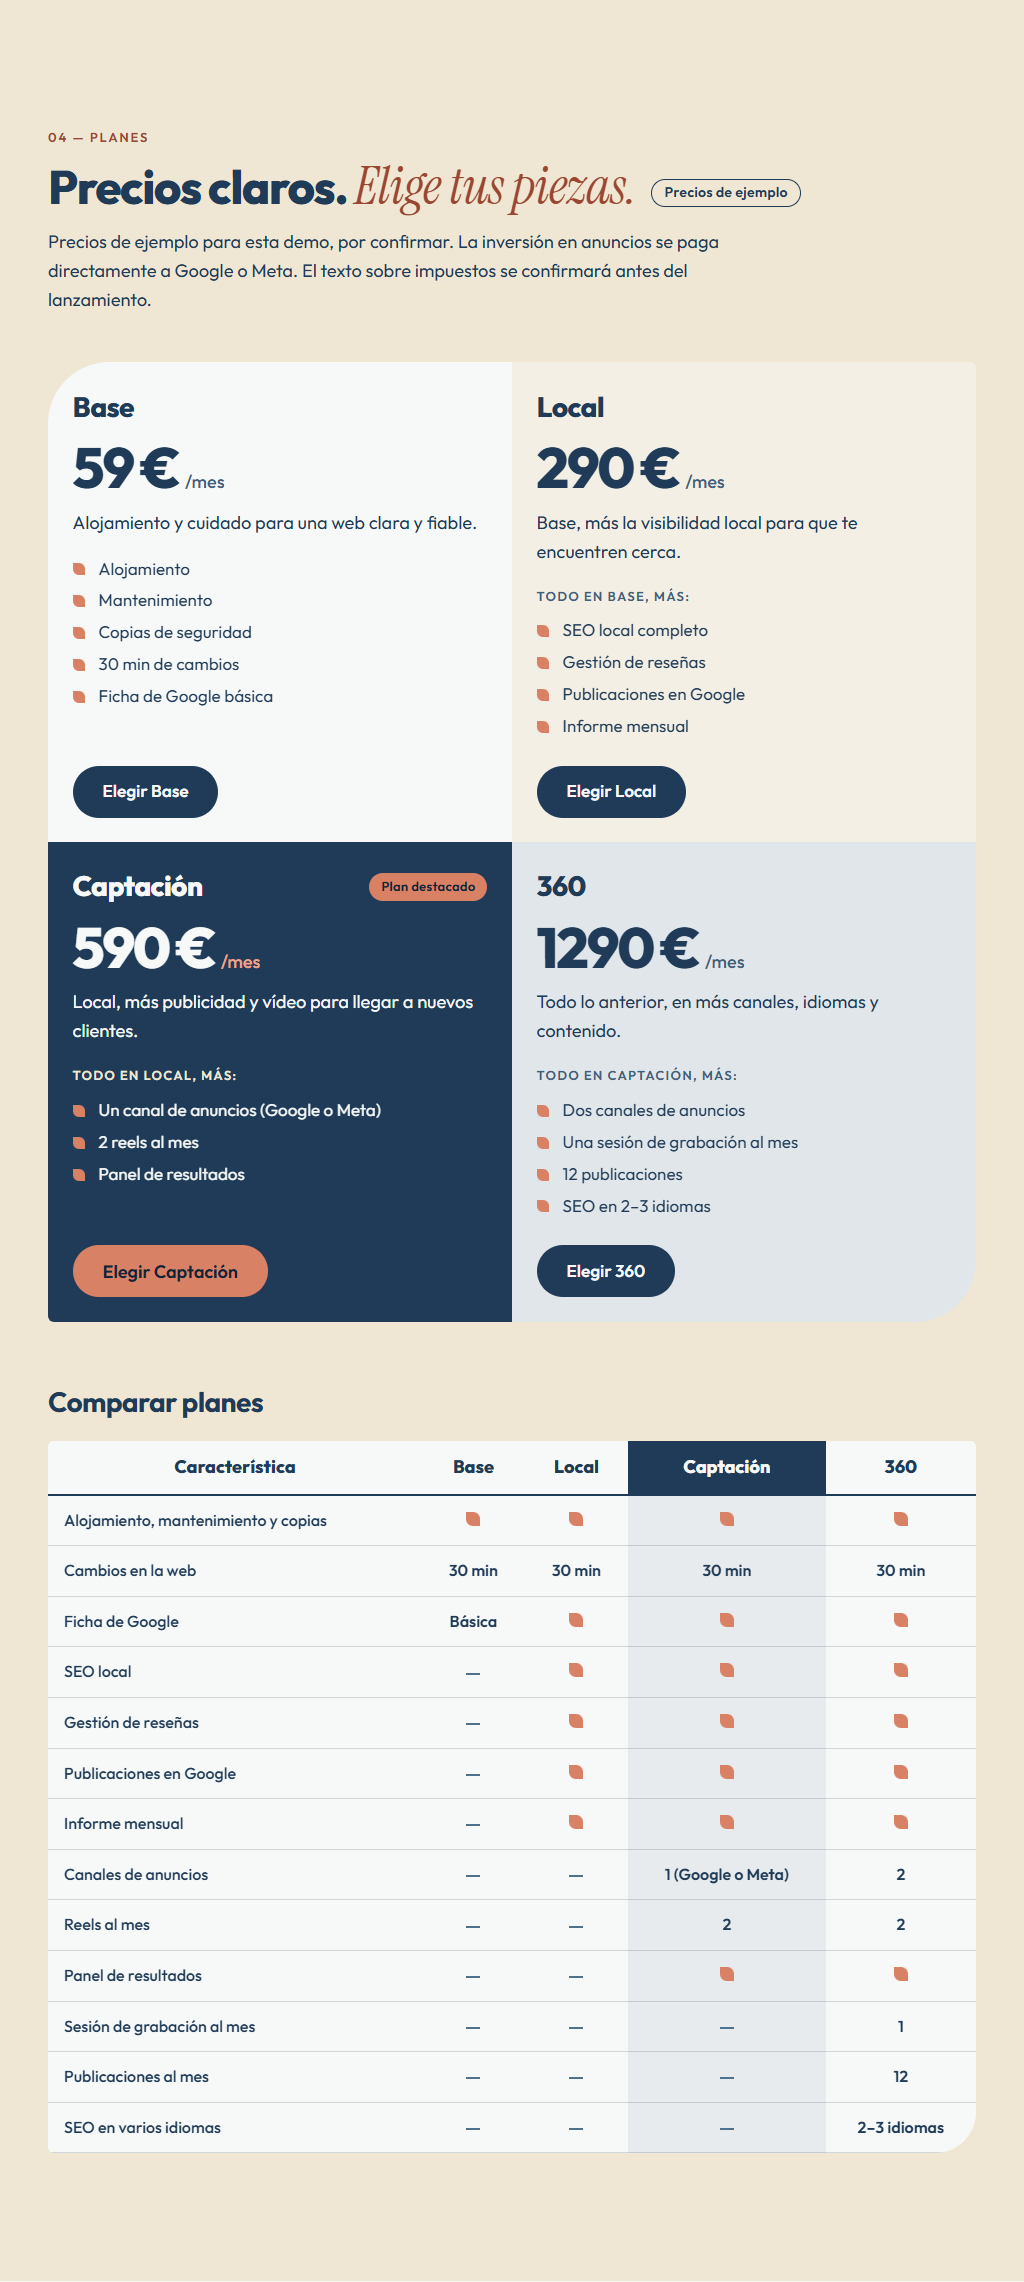 04 — PLANES
Precios claros. Elige tus piezas. Precios de ejemplo
Precios de ejemplo para esta demo, por confirmar. La inversión en anuncios se paga
directamente a Google o Meta. El texto sobre impuestos se confirmará antes del
lanzamiento.
Base
59 € /mes
Alojamiento y cuidado para una web clara y fiable.
Alojamiento
Mantenimiento
Copias de seguridad
30 min de cambios
Ficha de Google básica
Elegir Base
Local
290 € /mes
Base, más la visibilidad local para que te
encuentren cerca.
TODO EN BASE, MÁS:
SEO local completo
Gestión de reseñas
Publicaciones en Google
Informe mensual
Elegir Local
Captación Plan destacado
590 € /mes
Local, más publicidad y vídeo para llegar a nuevos
clientes.
TODO EN LOCAL, MÁS:
Un canal de anuncios (Google o Meta)
2 reels al mes
Panel de resultados
Elegir Captación
360
1290 € /mes
Todo lo anterior, en más canales, idiomas y
contenido.
TODO EN CAPTACIÓN, MÁS:
Dos canales de anuncios
Una sesión de grabación al mes
12 publicaciones
SEO en 2–3 idiomas
Elegir 360
Comparar planes
Característica Base Local Captación 360
Alojamiento, mantenimiento y copias
Cambios en la web 30 min 30 min 30 min 30 min
Ficha de Google Básica
SEO local —
Gestión de reseñas —
Publicaciones en Google —
Informe mensual —
Canales de anuncios — — 1 (Google o Meta) 2
Reels al mes — — 2 2
Panel de resultados — —
Sesión de grabación al mes — — — 1
Publicaciones al mes — — — 12
SEO en varios idiomas — — — 2–3 idiomas